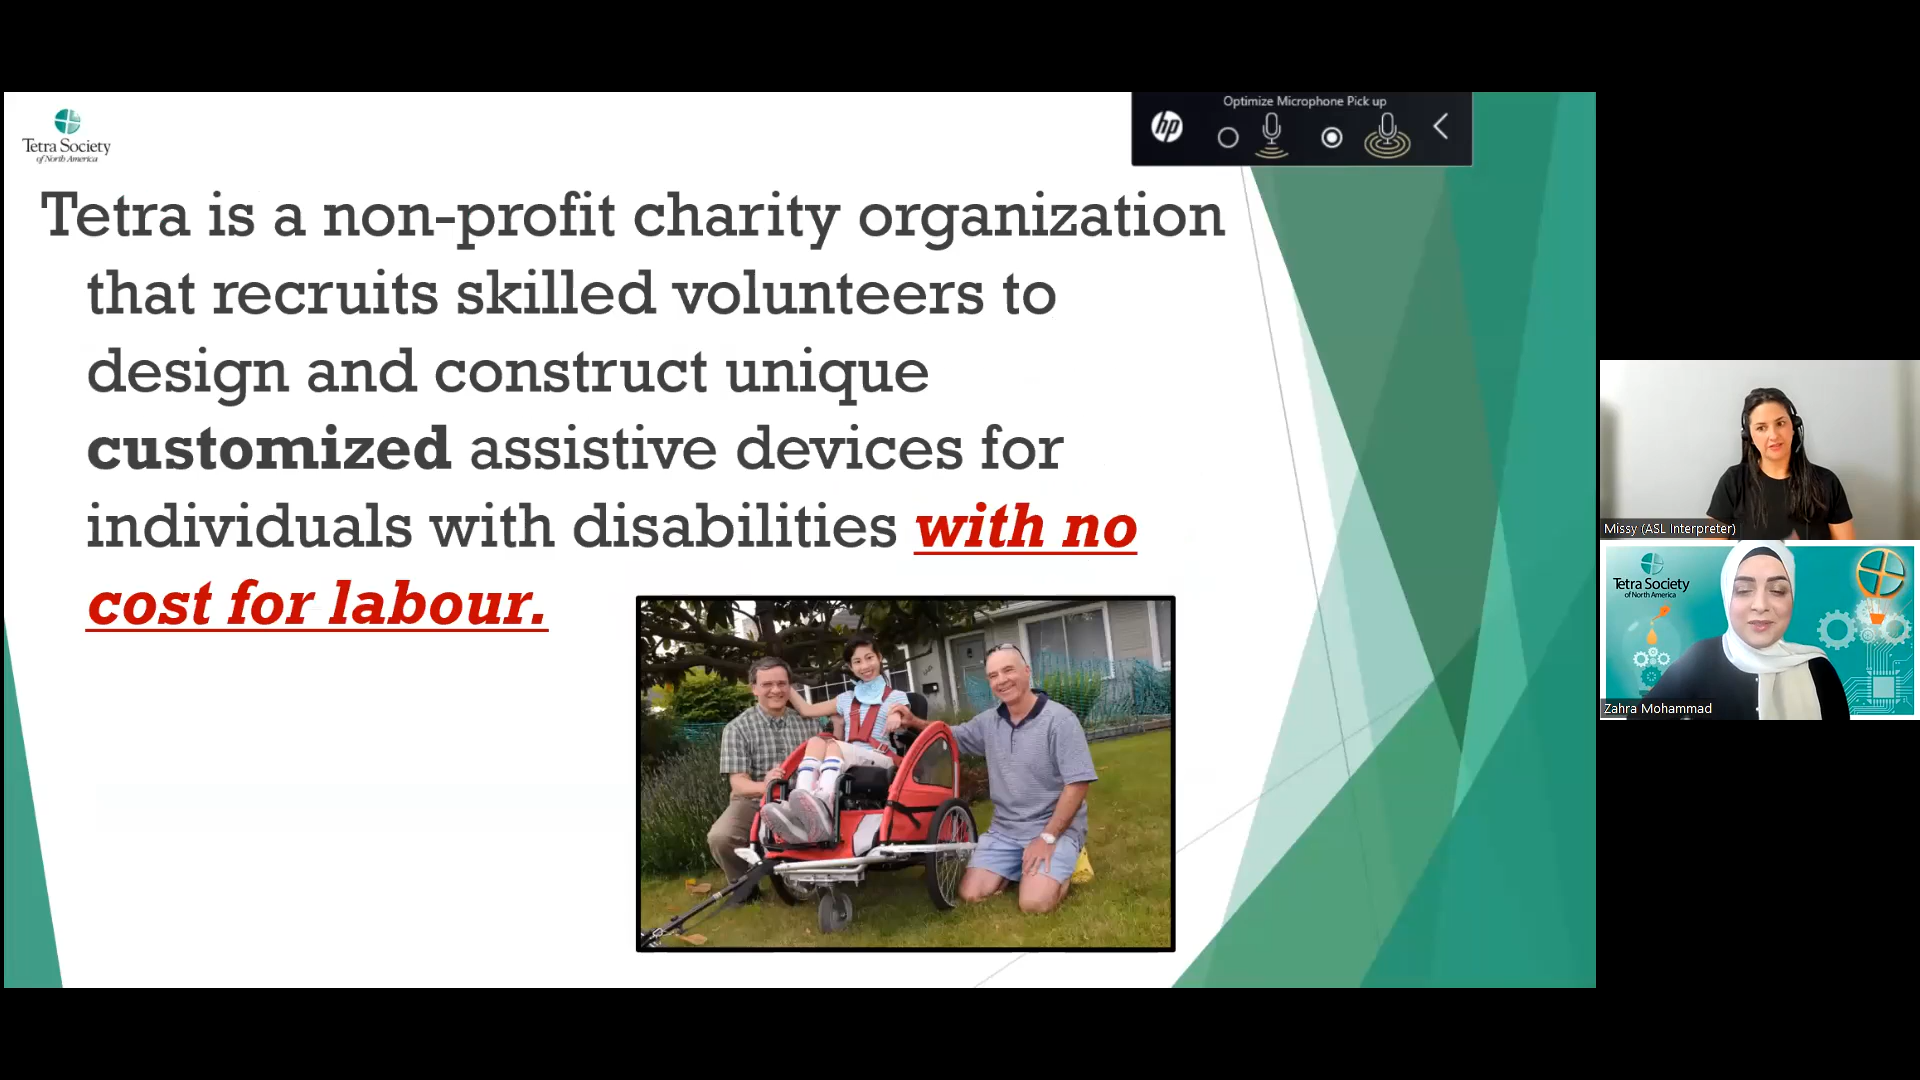 Tetra Society
of North America
Optimize Microphone Pick up
hp
Tetra is a non-profit charity organization
that recruits skilled volunteers to
design and construct unique
customized assistive devices for
individuals with disabilities with no
cost for labour.
Missy (ASL Interpreter)
Tetra Society
of North America
Zahra Mohammad